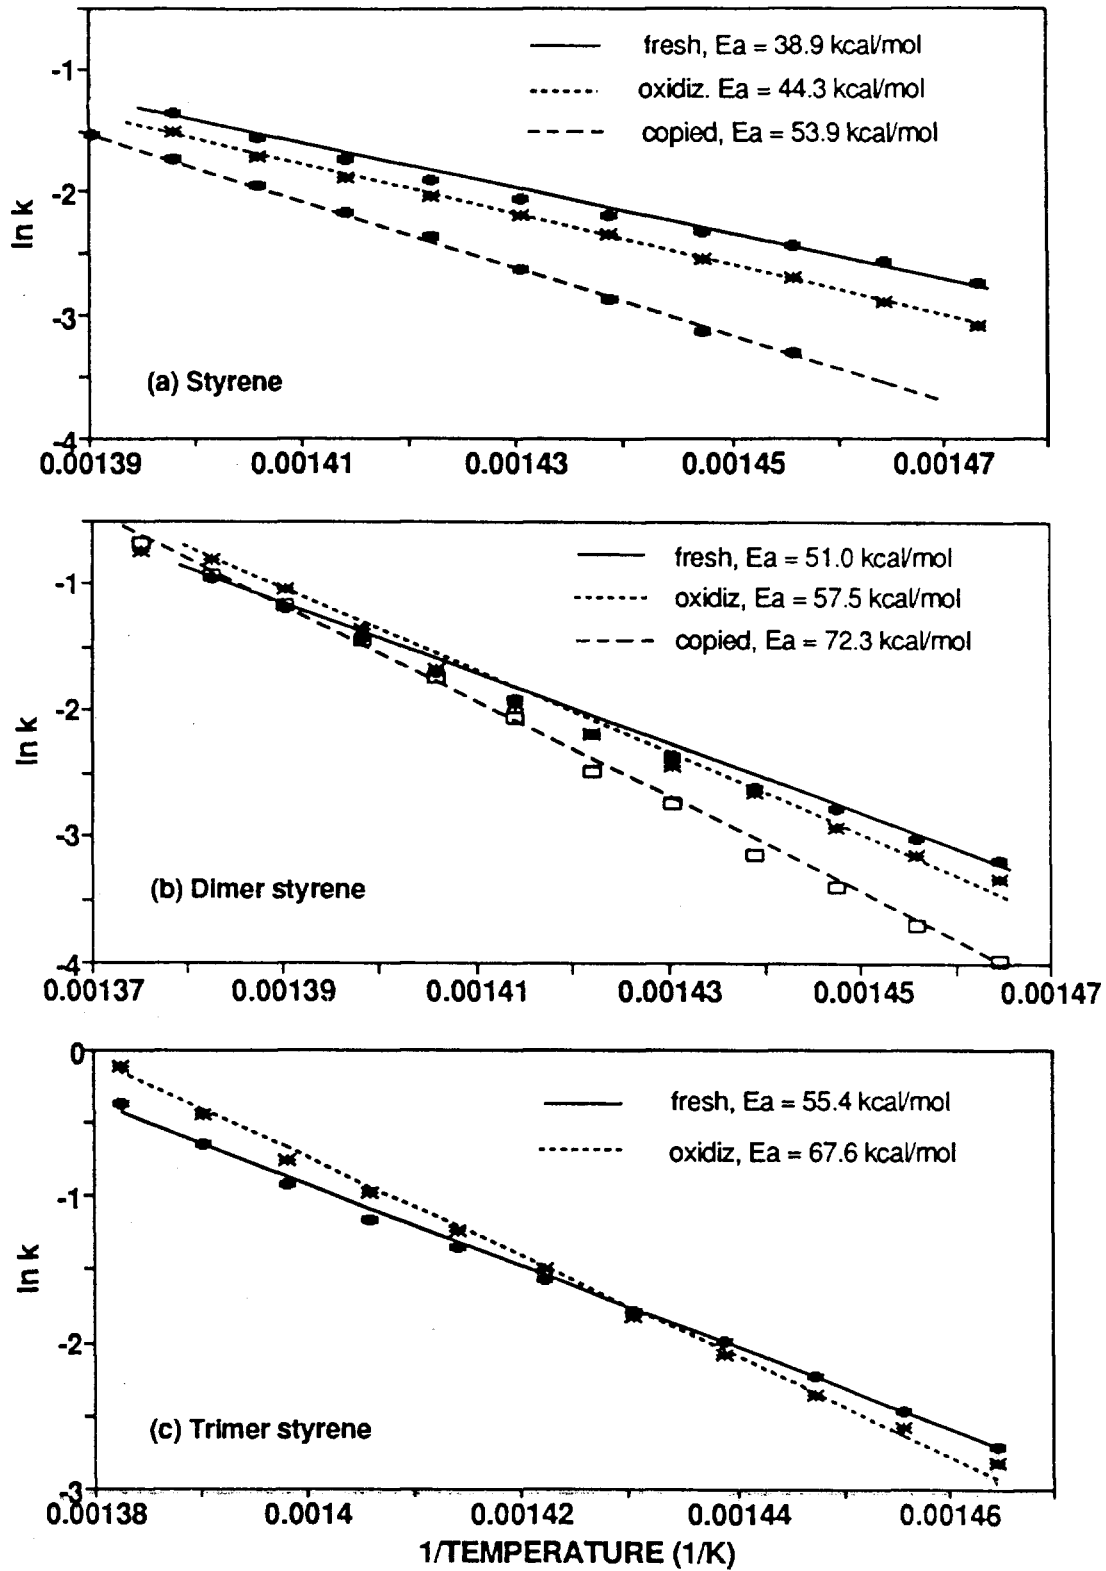 fresh, Ea = 38.9 kcal/mol
oxidiz. Ea = 44.3 kcal/mol
copied, Ea = 53.9 kcal/mol
-1
-2
-3
-4
ln k
(a) Styrene
0.00139 0.00141 0.00143 0.00145 0.00147
fresh, Ea = 51.0 kcal/mol
oxidiz, Ea = 57.5 kcal/mol
copied, Ea = 72.3 kcal/mol
-1
-2
-3
-4
ln k
(b) Dimer styrene
0.00137 0.00139 0.00141 0.00143 0.00145 0.00147
fresh, Ea = 55.4 kcal/mol
oxidiz, Ea = 67.6 kcal/mol
0
-1
-2
-3
ln k
(c) Trimer styrene
0.00138 0.0014 0.00142 0.00144 0.00146
1/TEMPERATURE (1/K)